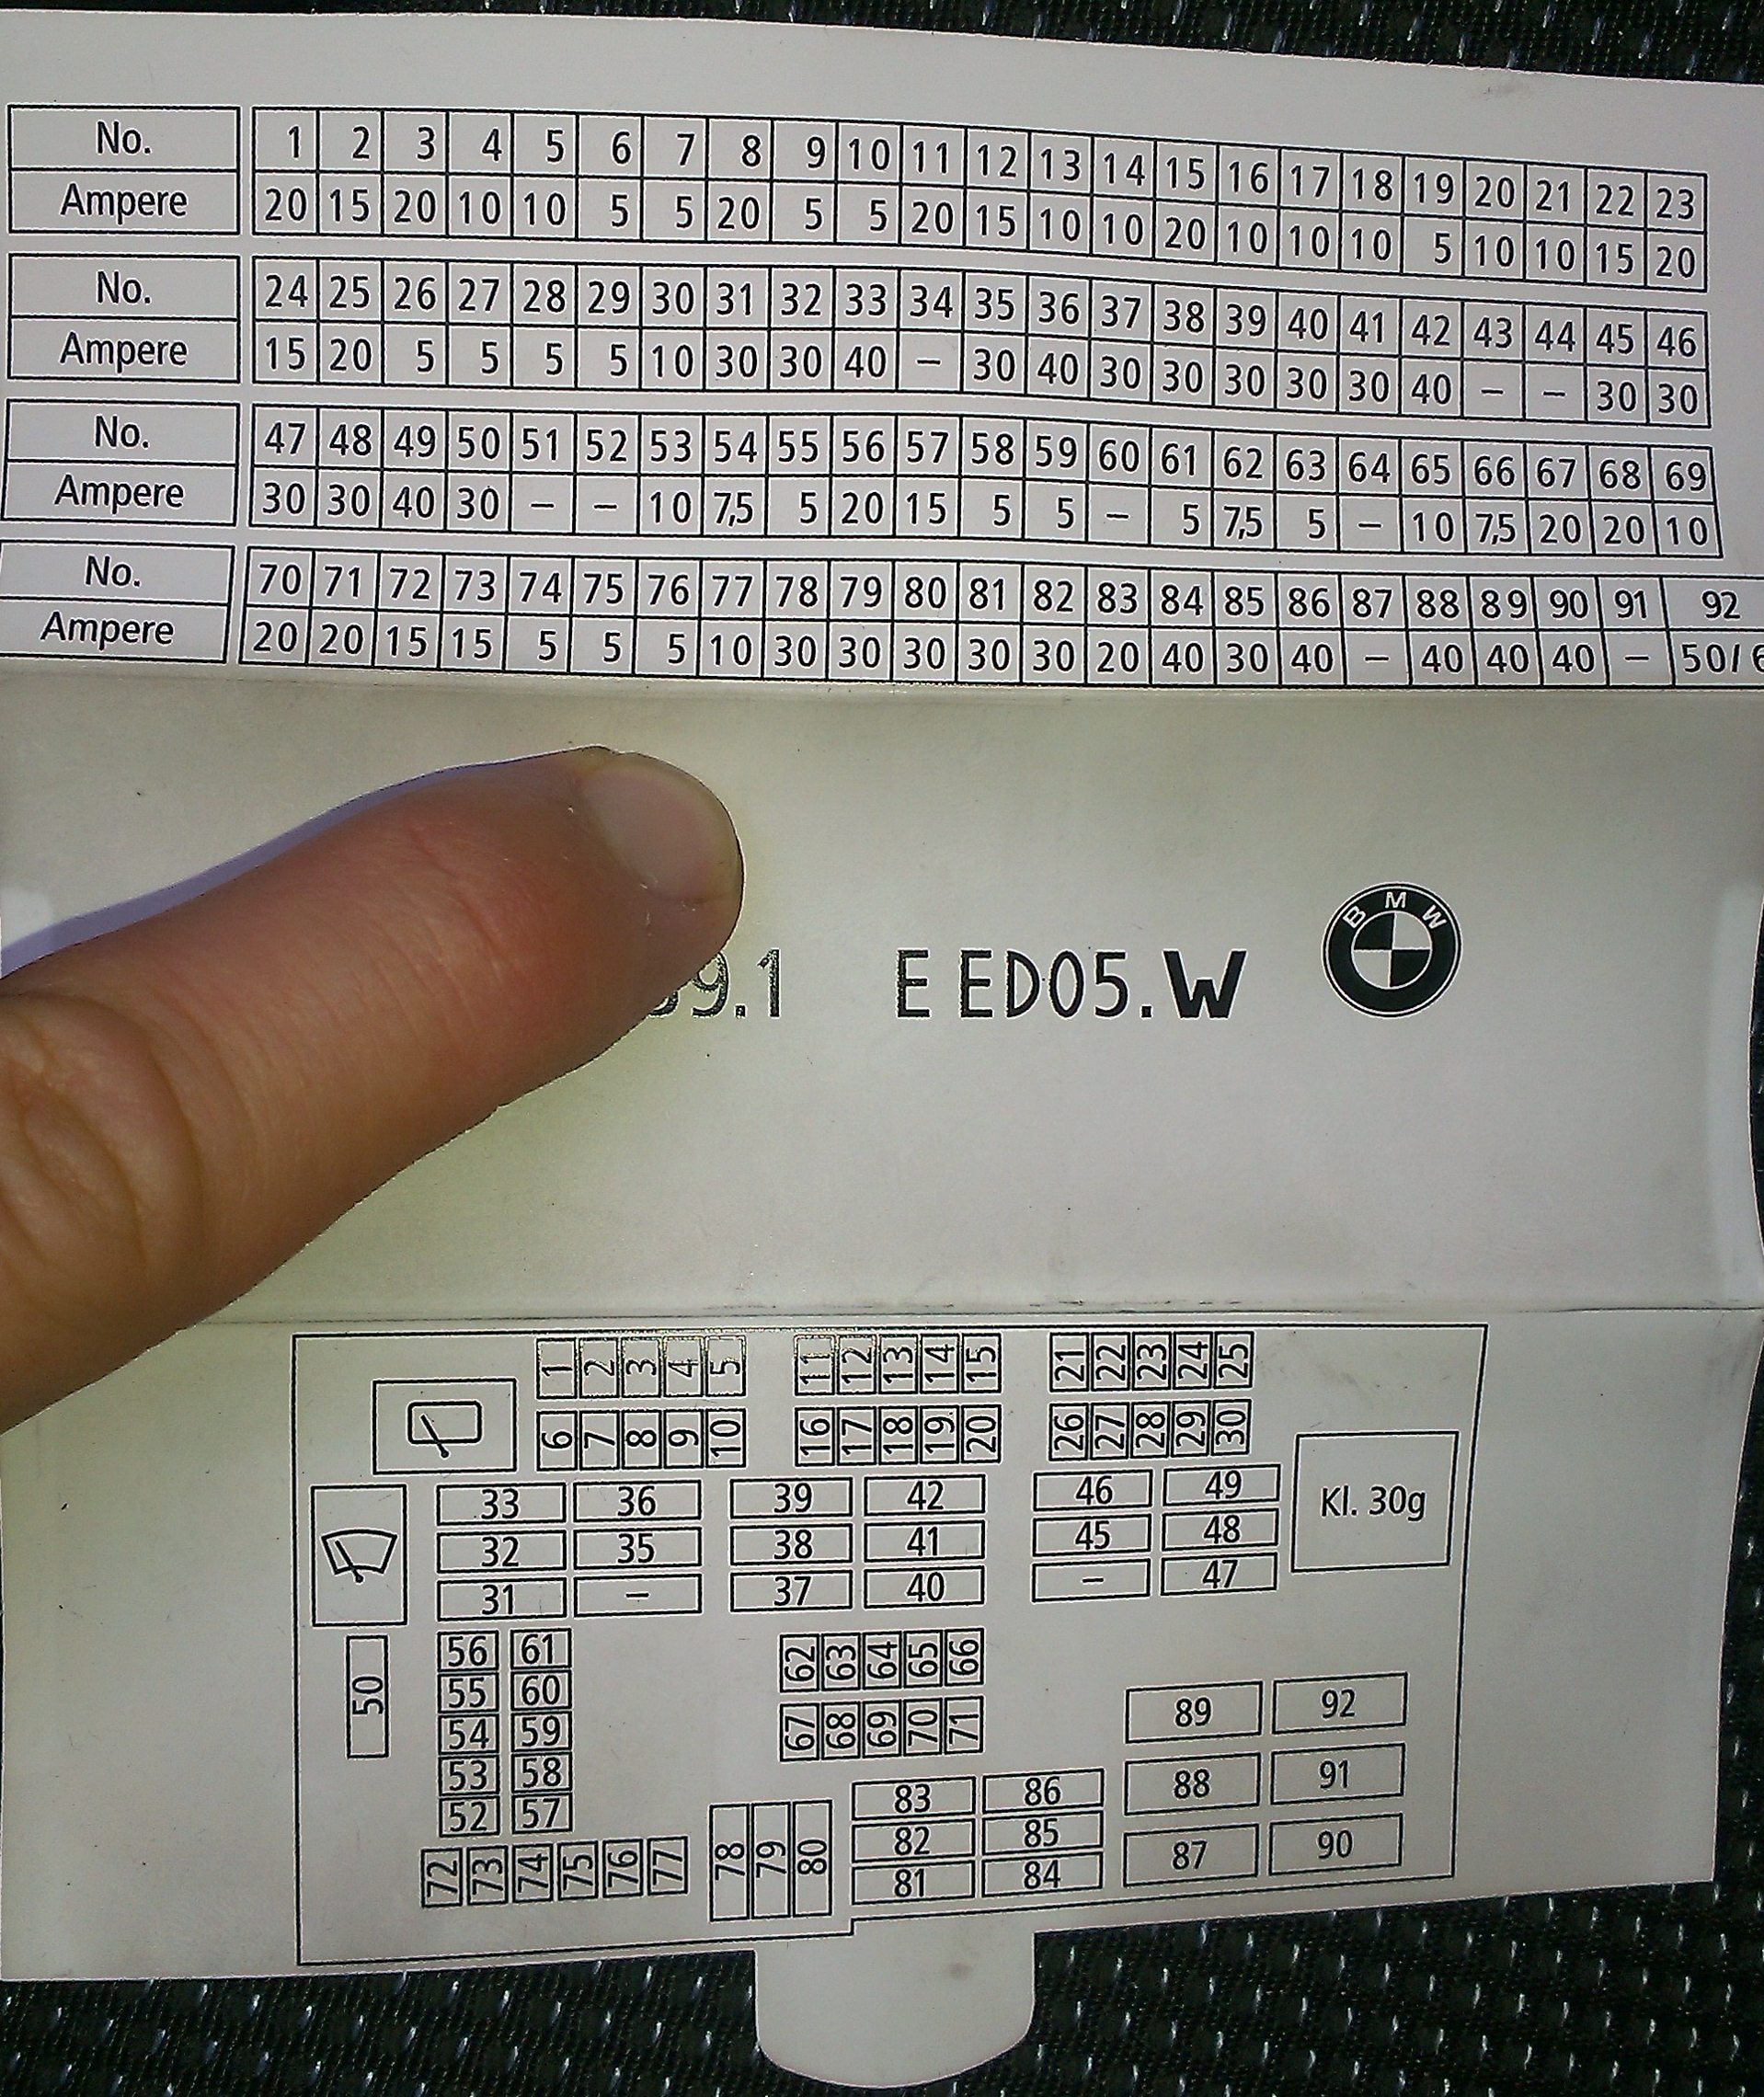 No. 1 2 3 4 5 6 7 8 9 10 11 12 13 14 15 16 17 18 19 20 21 22 23
Ampere 20 15 20 10 10 5 5 20 5 5 20 15 10 10 20 10 10 10 5 10 10 15 20
No. 24 25 26 27 28 29 30 31 32 33 34 35 36 37 38 39 40 41 42 43 44 45 46
Ampere 15 20 5 5 5 5 10 30 30 40 – 30 40 30 30 30 30 30 40 – – 30 30
No. 47 48 49 50 51 52 53 54 55 56 57 58 59 60 61 62 63 64 65 66 67 68 69
Ampere 30 30 40 30 – – 10 7,5 5 20 15 5 5 – 5 7,5 5 – 10 7,5 20 20 10
No. 70 71 72 73 74 75 76 77 78 79 80 81 82 83 84 85 86 87 88 89 90 91 92
Ampere 20 20 15 15 5 5 5 10 30 30 30 30 30 20 40 30 40 – 40 40 40 – 50/
BMW
9.1 E ED05.W
1 2 3 4 5 11 12 13 14 15 21 22 23 24 25
6 7 8 9 10 16 17 18 19 20 26 27 28 29 30
33 36 39 42 46 49
Kl. 30g
32 35 38 41 45 48
31 – 37 40 – 47
56 61 62 63 64 65 66
50
55 60
54 59 67 68 69 70 71 89 92
53 58
52 57 83 86 88 91
72 73 74 75 76 77 78 79 80 82 85 87 90
81 84